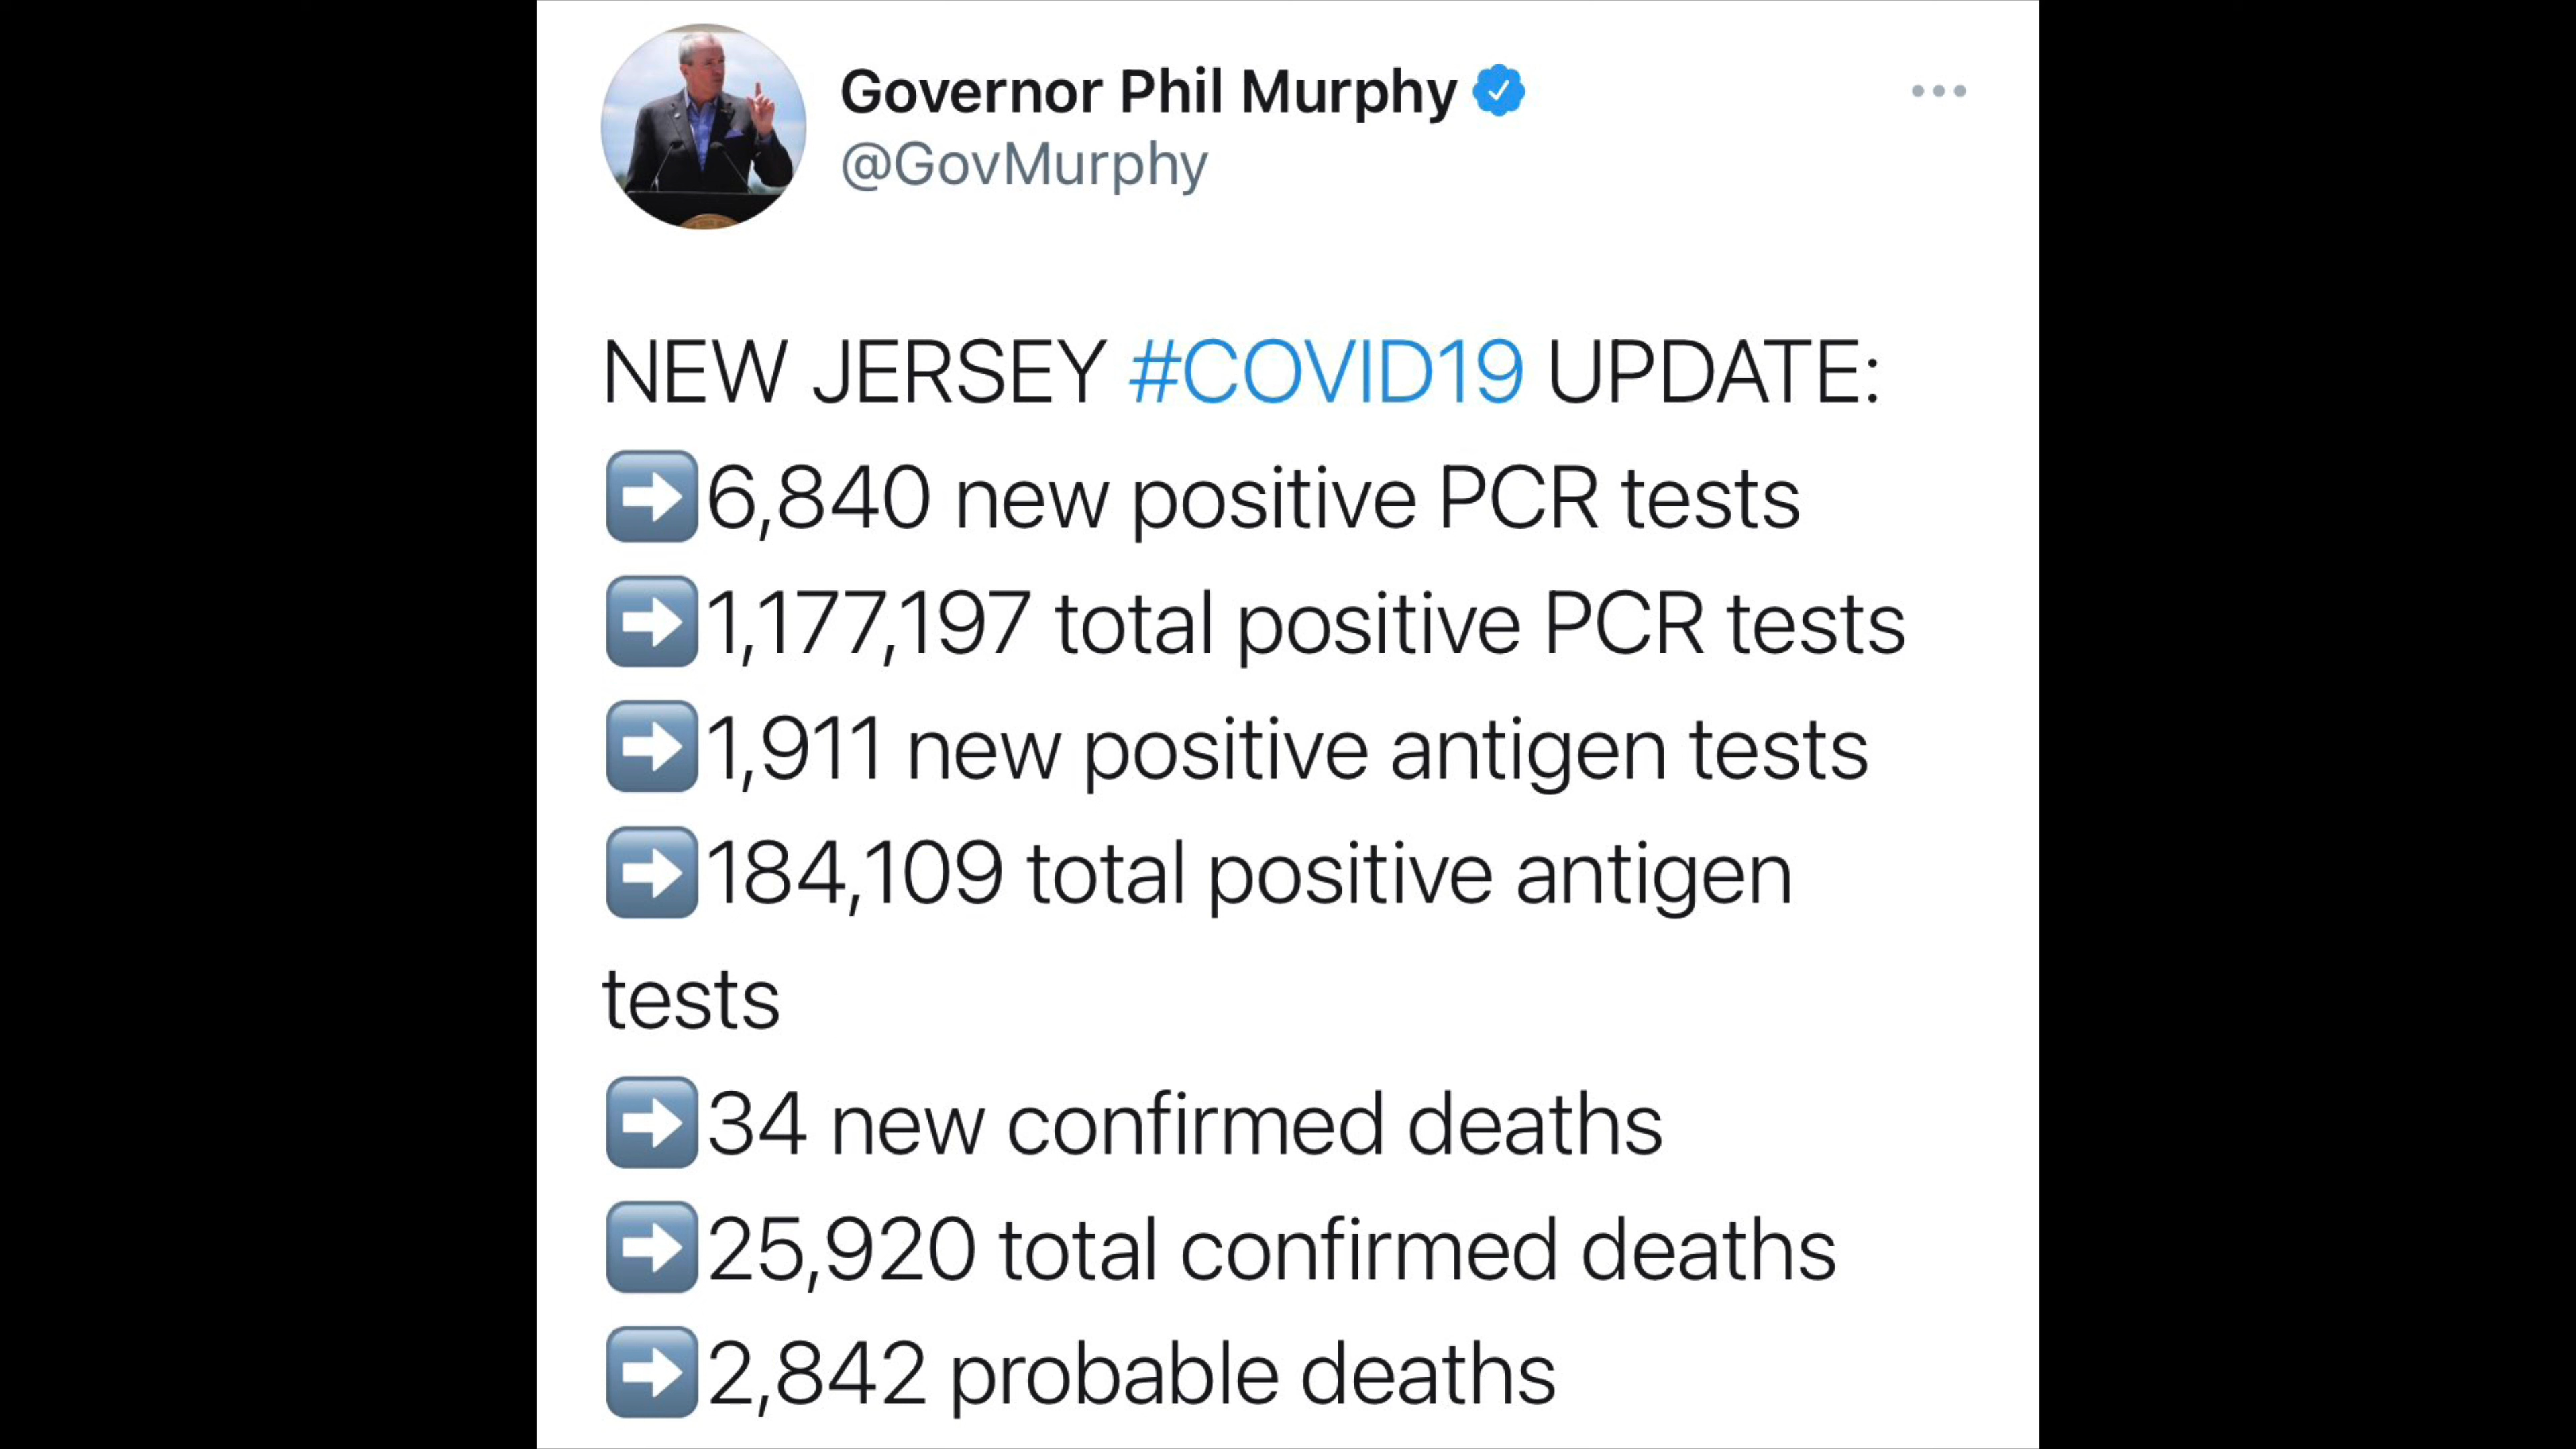 Governor Phil Murphy
@GovMurphy
NEW JERSEY #COVID19 UPDATE:
➡️6,840 new positive PCR tests
➡️1,177,197 total positive PCR tests
➡️1,911 new positive antigen tests
➡️184,109 total positive antigen
tests
➡️34 new confirmed deaths
➡️25,920 total confirmed deaths
➡️2,842 probable deaths